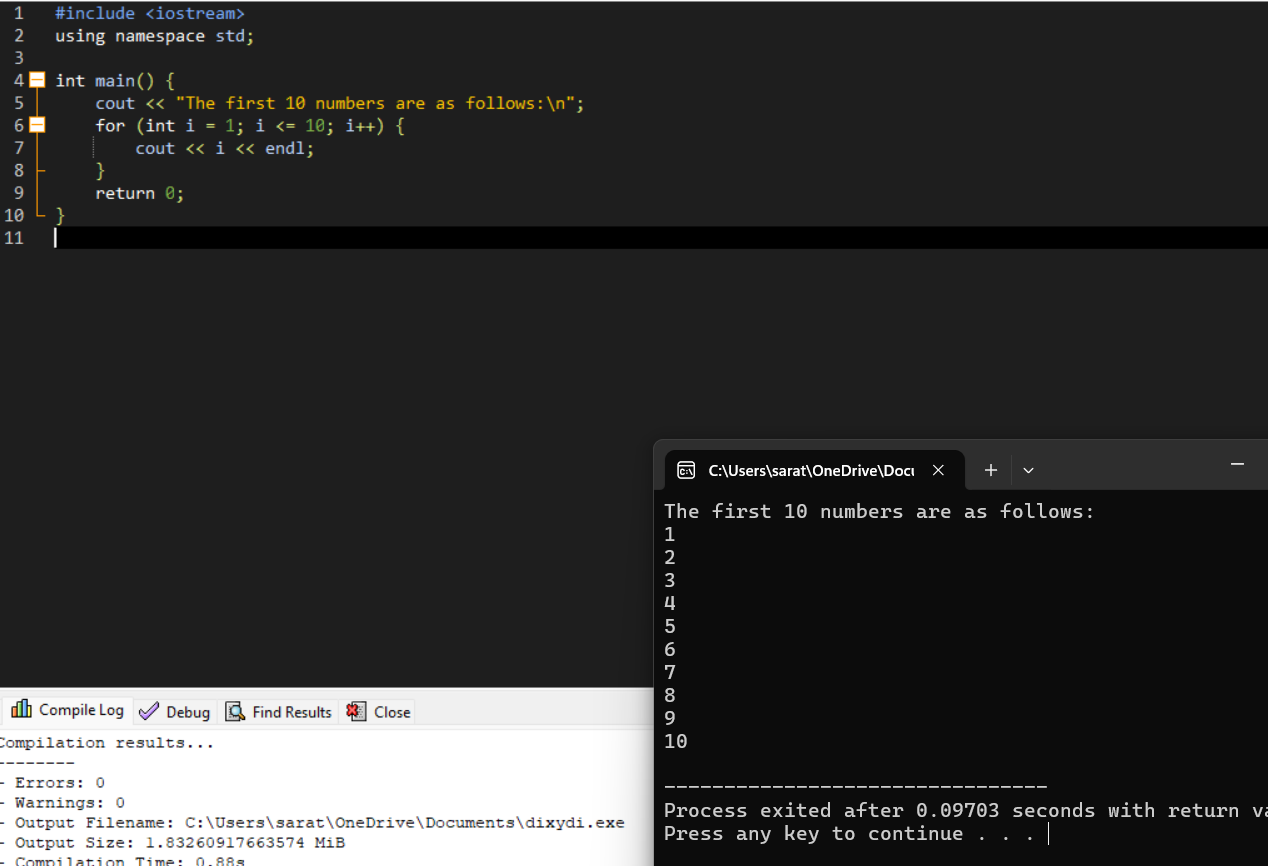 1 #include <iostream>
2 using namespace std;
3
4 int main() {
5 cout << "The first 10 numbers are as follows:\n";
6 for (int i = 1; i <= 10; i++) {
7 cout << i << endl;
8 }
9 return 0;
10 }
11
C:\Users\sarat\OneDrive\Docu
The first 10 numbers are as follows:
1
2
3
4
5
6
7
8
9
10
--------------------------------
Process exited after 0.09703 seconds with return va
Press any key to continue . . .
Compile Log Debug Find Results Close
Compilation results...
--------
- Errors: 0
- Warnings: 0
- Output Filename: C:\Users\sarat\OneDrive\Documents\dixydi.exe
- Output Size: 1.83260917663574 MiB
- Compilation Time: 0.88s